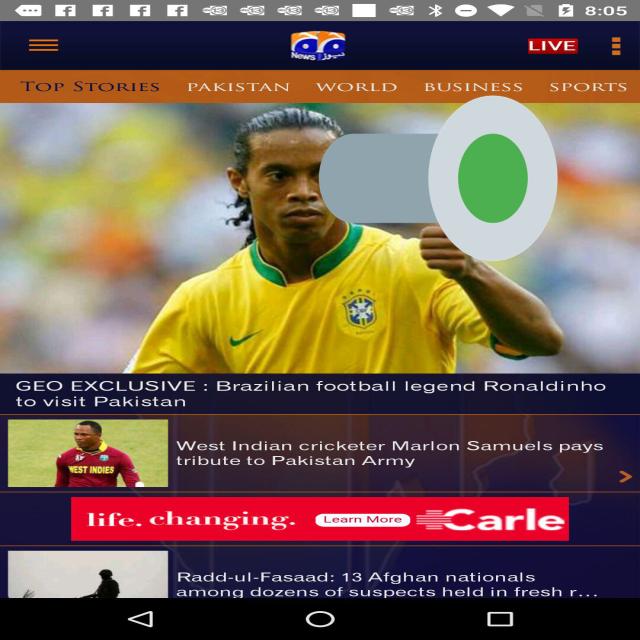 8:05
News نیوز
LIVE
TOP STORIES PAKISTAN WORLD BUSINESS SPORTS
GEO EXCLUSIVE : Brazilian football legend Ronaldinho
to visit Pakistan
WEST INDIES
West Indian cricketer Marlon Samuels pays
tribute to Pakistan Army
life. changing. Learn More Carle
Radd-ul-Fasaad: 13 Afghan nationals
among dozens of suspects held in fresh r...